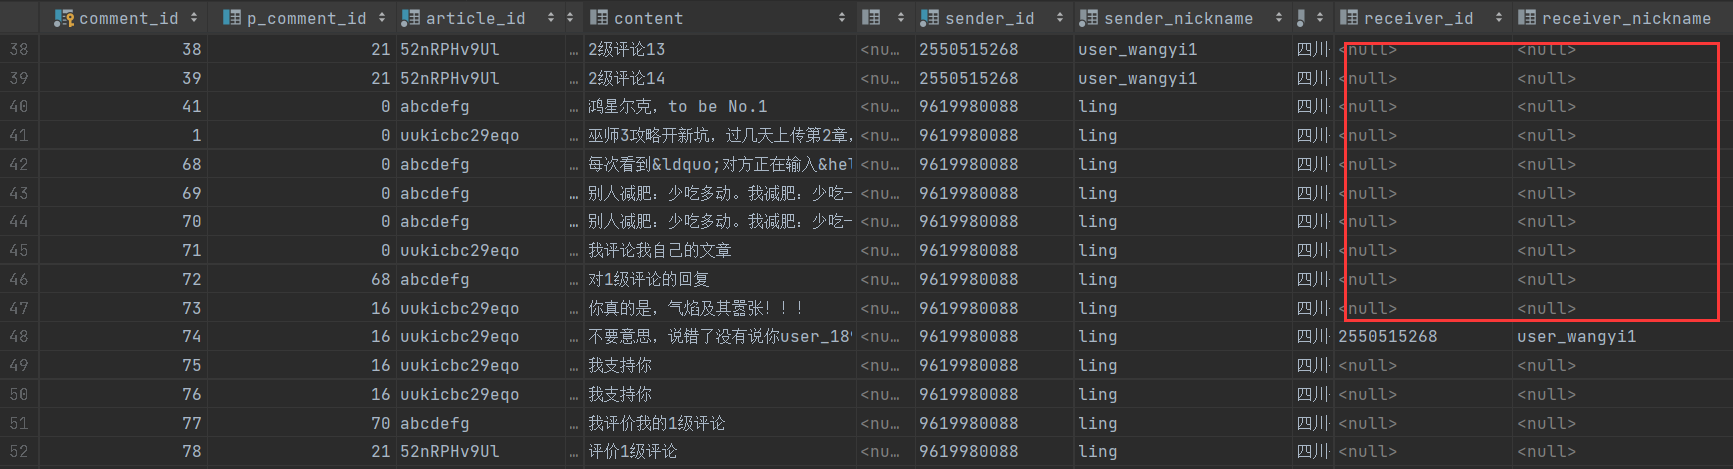 comment_id p_comment_id article_id content sender_id sender_nickname receiver_id receiver_nickname
38 38 21 52nRPHv9Ul … 2级评论13 <nu… 2550515268 user_wangyi1 四川 <null> <null>
39 39 21 52nRPHv9Ul … 2级评论14 <nu… 2550515268 user_wangyi1 四川 <null> <null>
40 41 0 abcdefg … 鸿星尔克，to be No.1 <nu… 9619980088 ling 四川 <null> <null>
41 1 0 uukicbc29eqo … 巫师3攻略开新坑，过几天上传第2章， <nu… 9619980088 ling 四川 <null> <null>
42 68 0 abcdefg … 每次看到&ldquo;对方正在输入&hel <nu… 9619980088 ling 四川 <null> <null>
43 69 0 abcdefg … 别人减肥：少吃多动。我减肥：少吃一 <nu… 9619980088 ling 四川 <null> <null>
44 70 0 abcdefg … 别人减肥：少吃多动。我减肥：少吃一 <nu… 9619980088 ling 四川 <null> <null>
45 71 0 uukicbc29eqo … 我评论我自己的文章 <nu… 9619980088 ling 四川 <null> <null>
46 72 68 abcdefg … 对1级评论的回复 <nu… 9619980088 ling 四川 <null> <null>
47 73 16 uukicbc29eqo … 你真的是，气焰及其嚣张！！！ <nu… 9619980088 ling 四川 <null> <null>
48 74 16 uukicbc29eqo … 不要意思，说错了没有说你user_189 <nu… 9619980088 ling 四川 2550515268 user_wangyi1
49 75 16 uukicbc29eqo … 我支持你 <nu… 9619980088 ling 四川 <null> <null>
50 76 16 uukicbc29eqo … 我支持你 <nu… 9619980088 ling 四川 <null> <null>
51 77 70 abcdefg … 我评价我的1级评论 <nu… 9619980088 ling 四川 <null> <null>
52 78 21 52nRPHv9Ul … 评价1级评论 <nu… 9619980088 ling 四川 <null> <null>